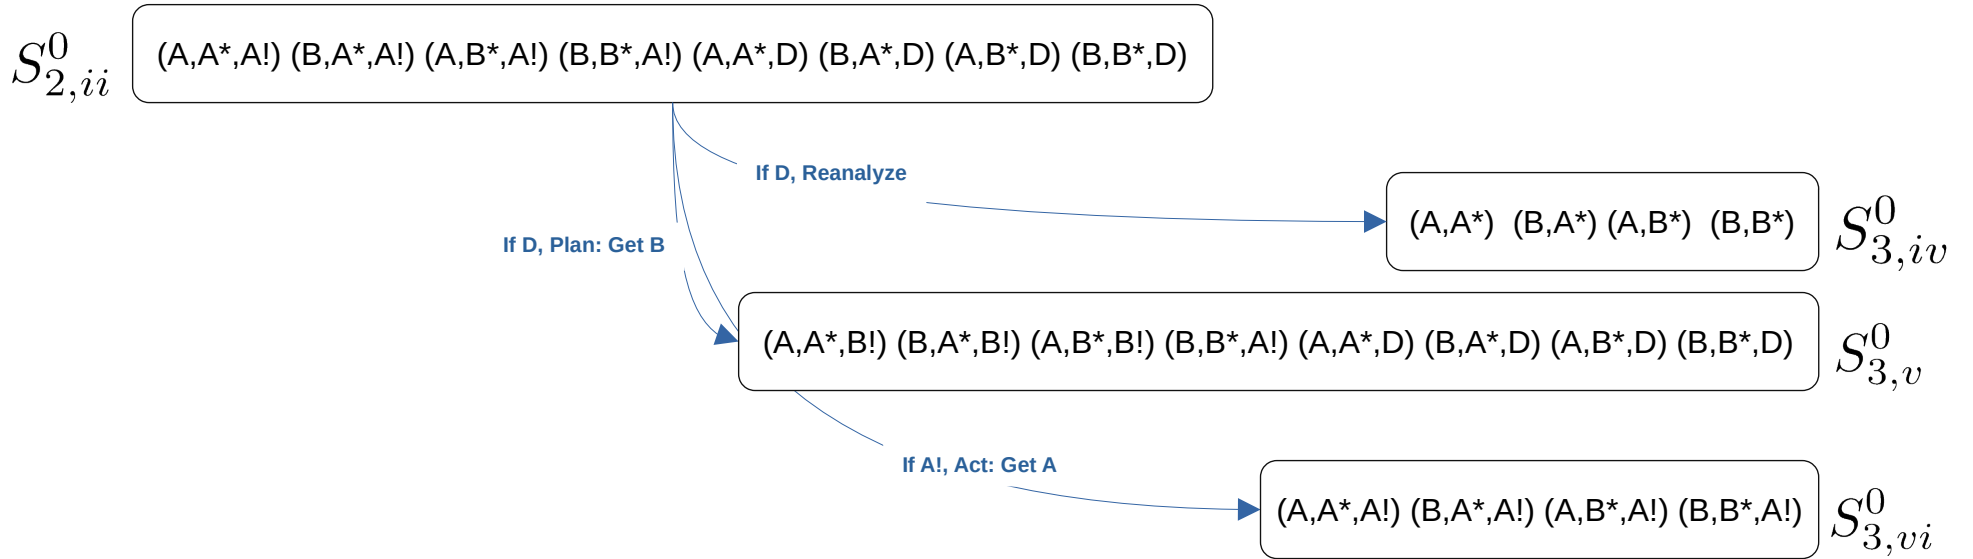 $S^0_{2,ii}$ (A,A*,A!) (B,A*,A!) (A,B*,A!) (B,B*,A!) (A,A*,D) (B,A*,D) (A,B*,D) (B,B*,D)
If D, Reanalyze
(A,A*) (B,A*) (A,B*) (B,B*) $S^0_{3,iv}$
If D, Plan: Get B
(A,A*,B!) (B,A*,B!) (A,B*,B!) (B,B*,A!) (A,A*,D) (B,A*,D) (A,B*,D) (B,B*,D) $S^0_{3,v}$
If A!, Act: Get A
(A,A*,A!) (B,A*,A!) (A,B*,A!) (B,B*,A!) $S^0_{3,vi}$